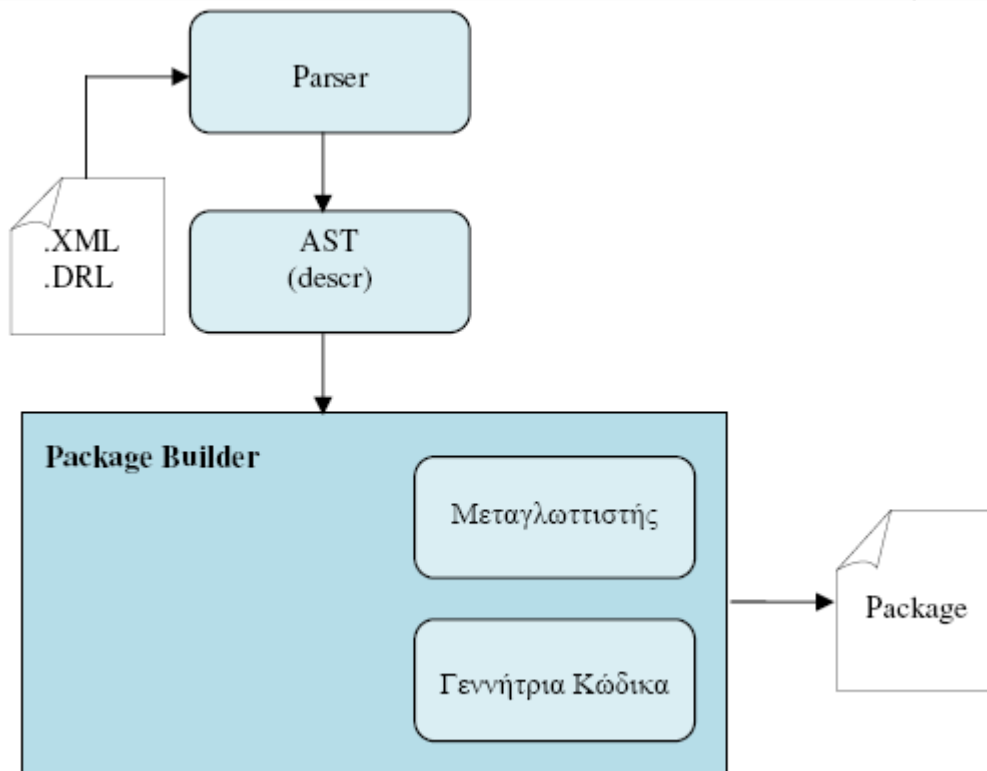 Parser
.XML
.DRL
AST
(descr)
Package Builder
Μεταγλωττιστής
Γεννήτρια Κώδικα
Package